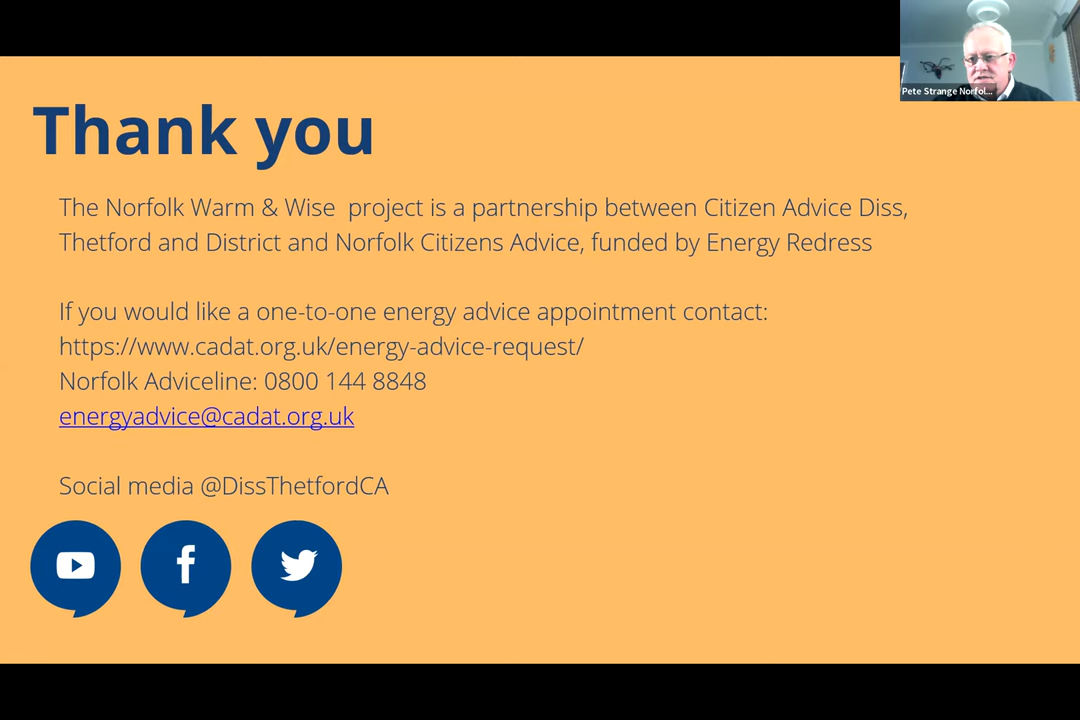 Pete Strange Norfol...
Thank you
The Norfolk Warm & Wise project is a partnership between Citizen Advice Diss,
Thetford and District and Norfolk Citizens Advice, funded by Energy Redress
If you would like a one-to-one energy advice appointment contact:
https://www.cadat.org.uk/energy-advice-request/
Norfolk Adviceline: 0800 144 8848
energyadvice@cadat.org.uk
Social media @DissThetfordCA